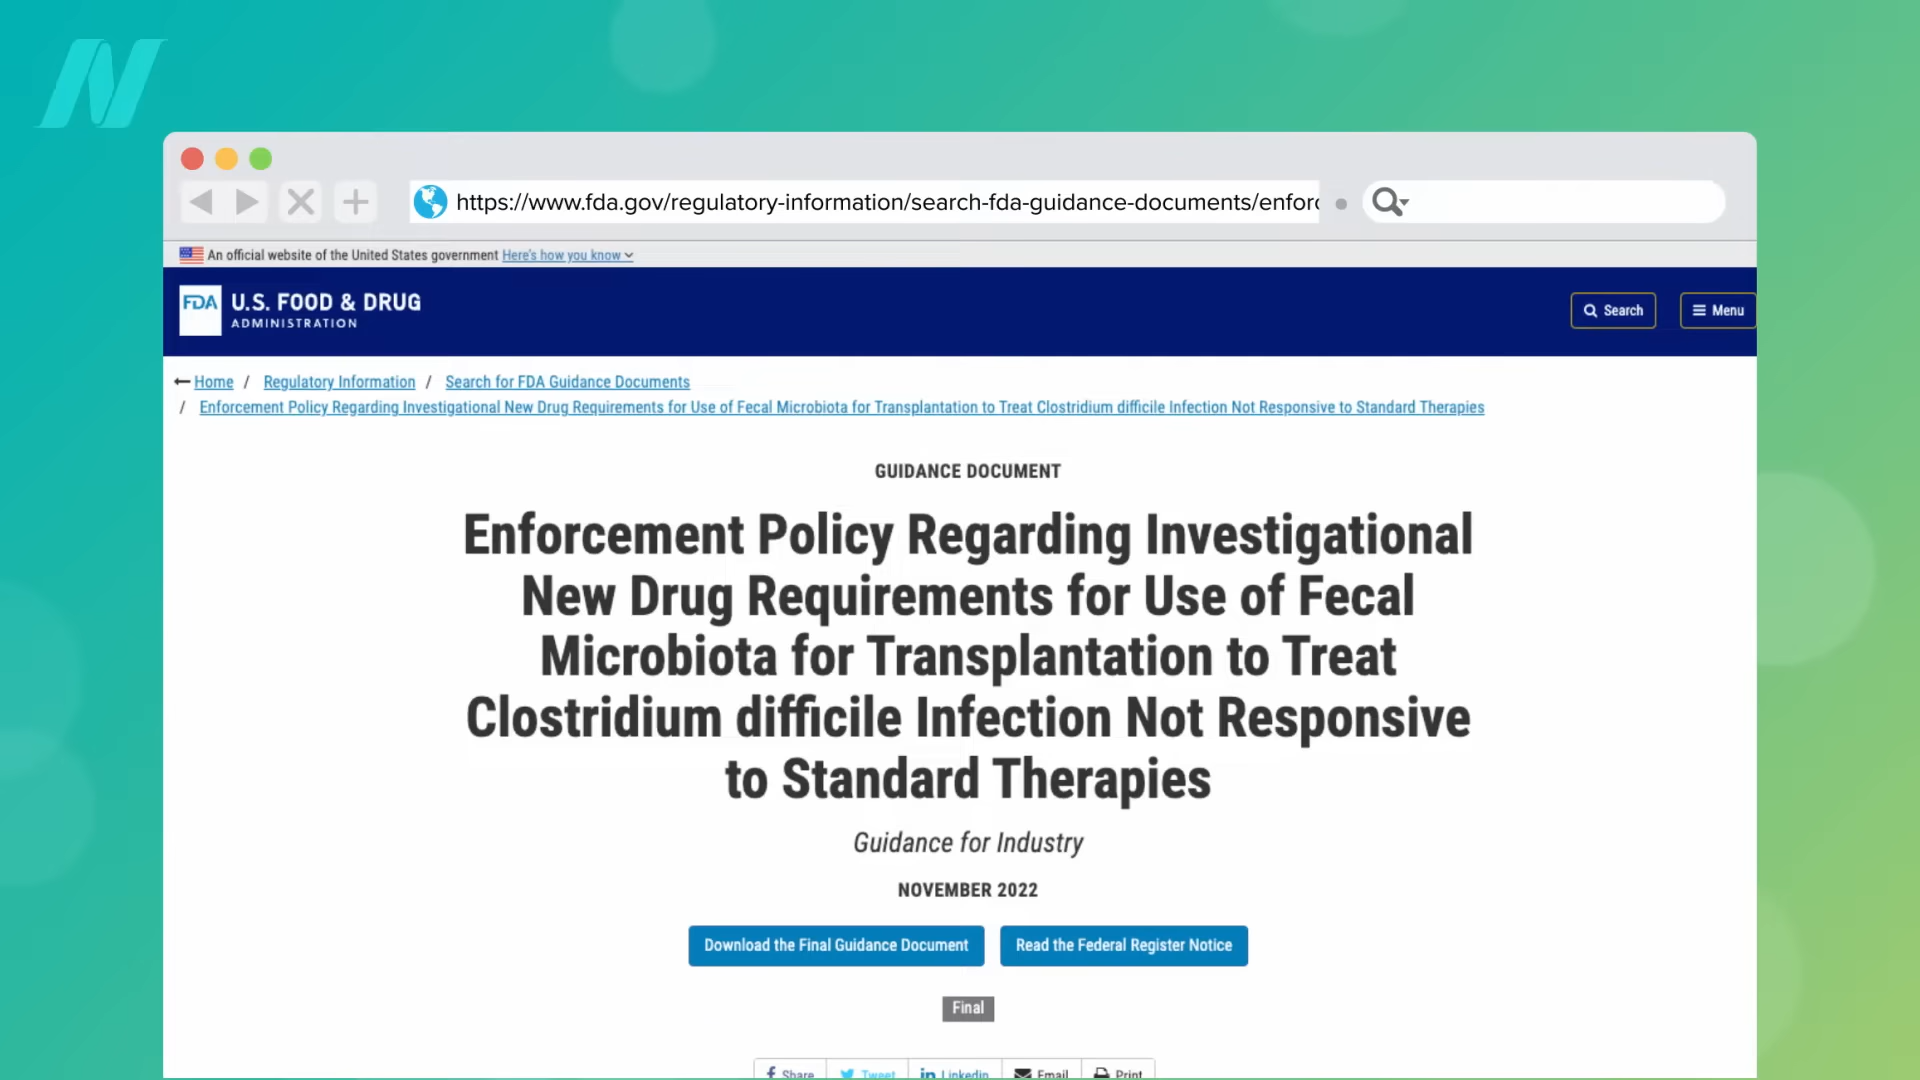 N
https://www.fda.gov/regulatory-information/search-fda-guidance-documents/enforc
An official website of the United States government Here's how you know
FDA U.S. FOOD & DRUG
ADMINISTRATION
Search
Menu
Home / Regulatory Information / Search for FDA Guidance Documents
/ Enforcement Policy Regarding Investigational New Drug Requirements for Use of Fecal Microbiota for Transplantation to Treat Clostridium difficile Infection Not Responsive to Standard Therapies
GUIDANCE DOCUMENT
Enforcement Policy Regarding Investigational
New Drug Requirements for Use of Fecal
Microbiota for Transplantation to Treat
Clostridium difficile Infection Not Responsive
to Standard Therapies
Guidance for Industry
NOVEMBER 2022
Download the Final Guidance Document
Read the Federal Register Notice
Final
Share Tweet Linkedin Email Print